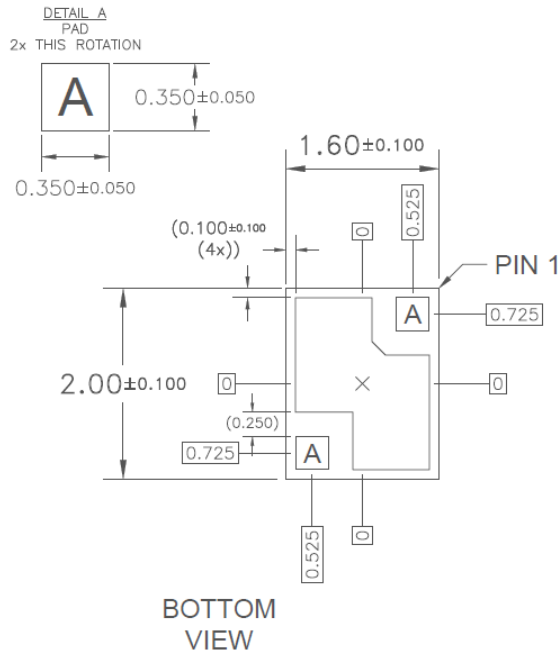 DETAIL A
PAD
2x THIS ROTATION
A
0.350±0.050
0.350±0.050
1.60±0.100
(0.100±0.100
(4x))
0
0.525
PIN 1
A
0.725
2.00±0.100
0
0
(0.250)
0.725
A
0.525
0
BOTTOM
VIEW